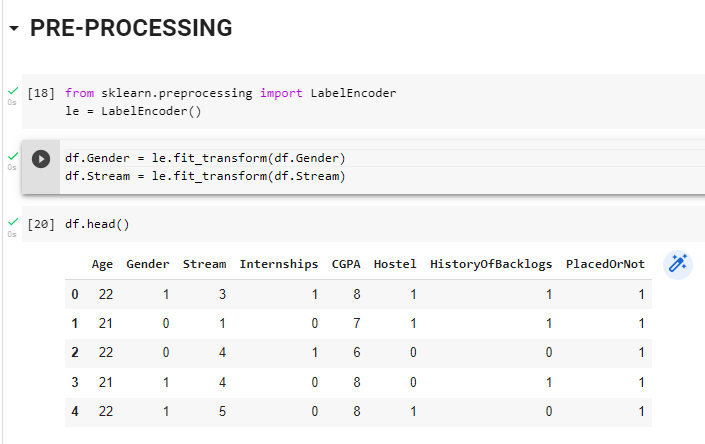 PRE-PROCESSING
[18] from sklearn.preprocessing import LabelEncoder
0s
le = LabelEncoder()
df.Gender = le.fit_transform(df.Gender)
0s
df.Stream = le.fit_transform(df.Stream)
[20] df.head()
0s
Age Gender Stream Internships CGPA Hostel HistoryOfBacklogs PlacedOrNot
0 22 1 3 1 8 1 1 1
1 21 0 1 0 7 1 1 1
2 22 0 4 1 6 0 0 1
3 21 1 4 0 8 0 1 1
4 22 1 5 0 8 1 0 1